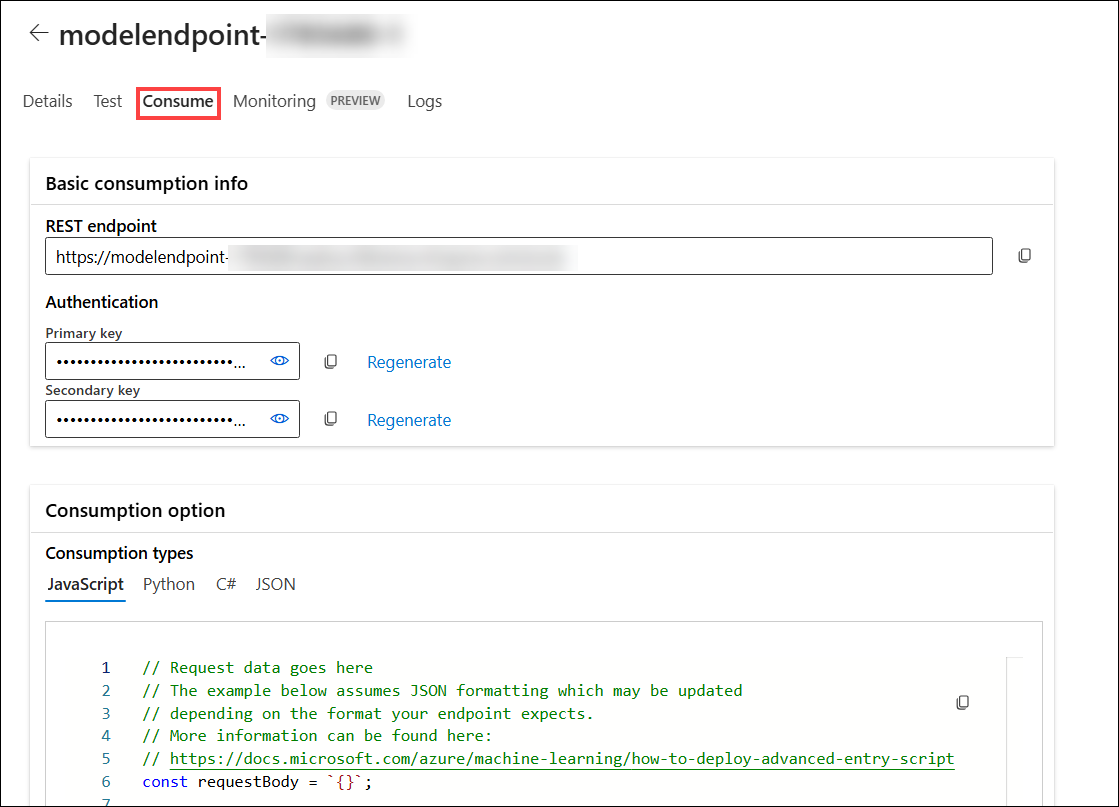 modelendpoint-
Details Test Consume Monitoring PREVIEW Logs
Basic consumption info
REST endpoint
https://modelendpoint-
Authentication
Primary key
••••••••••••••••••••••••••... Regenerate
Secondary key
••••••••••••••••••••••••••... Regenerate
Consumption option
Consumption types
JavaScript Python C# JSON
1 // Request data goes here
2 // The example below assumes JSON formatting which may be updated
3 // depending on the format your endpoint expects.
4 // More information can be found here:
5 // https://docs.microsoft.com/azure/machine-learning/how-to-deploy-advanced-entry-script
6 const requestBody = `{}`;
7